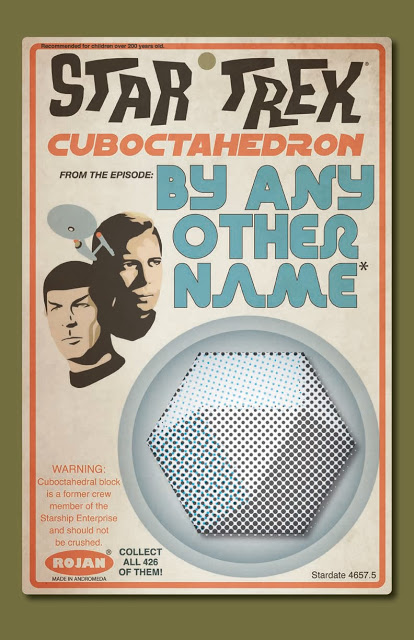 Recommended for children over 200 years old.
STAR TREK®
CUBOCTAHEDRON
FROM THE EPISODE:
BY ANY
OTHER
NAME*
WARNING:
Cuboctahedral block
is a former crew
member of the
Starship Enterprise
and should not
be crushed.
ROJAN®
MADE IN ANDROMEDA
COLLECT
ALL 426
OF THEM!
Stardate 4657.5